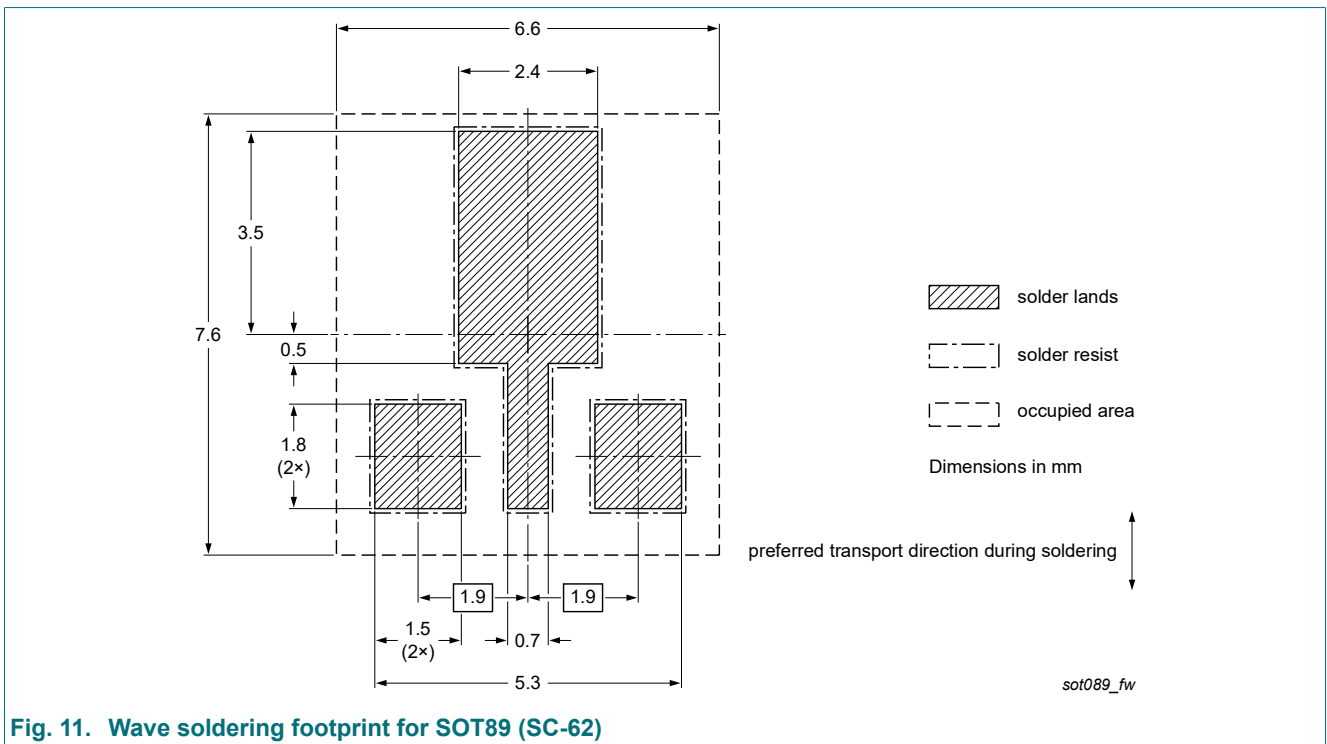 6.6
2.4
3.5
7.6
0.5
1.8
(2×)
1.9
1.9
1.5
(2×)
0.7
5.3
solder lands
solder resist
occupied area
Dimensions in mm
preferred transport direction during soldering
sot089_fw
Fig. 11. Wave soldering footprint for SOT89 (SC-62)